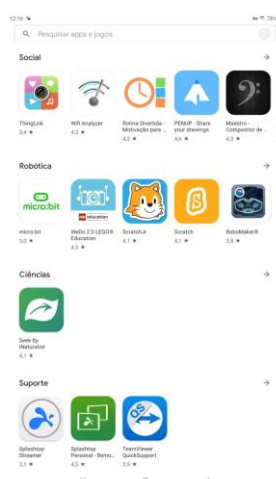 12:16
78%
Pesquisar apps e jogos
Social
ThingLink
3,4 ★
Wifi Analyzer
4,3 ★
Rotina Divertida -
Motivação para ...
4,3 ★
PENUP - Share
your drawings
4,6 ★
Maestro -
Compositor de ...
4,3 ★
Robótica
micro:bit
micro:bit
3,0 ★
education
WeDo 2.0 LEGO®
Education
4,3 ★
ScratchJr
4,1 ★
S
Scratch
4,1 ★
RoboMaker®
3,8 ★
Ciências
Seek by
iNaturalist
4,1 ★
Suporte
Splashtop
Streamer
3,1 ★
Splashtop
Personal - Remo...
4,5 ★
QS
TeamViewer
QuickSupport
3,9 ★